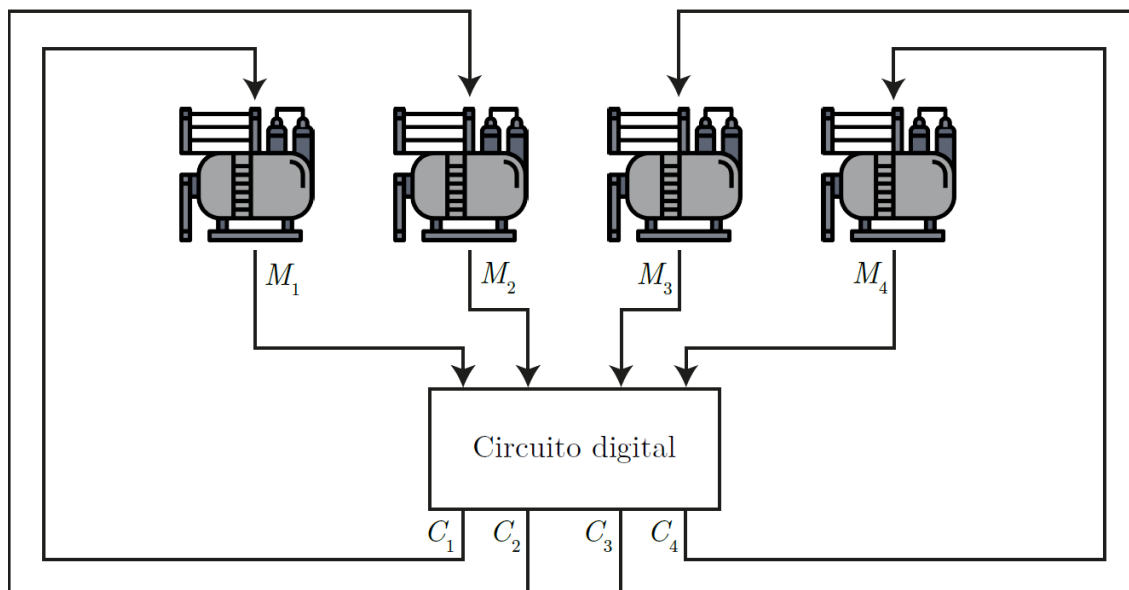 M₁ M₂ M₃ M₄
Circuito digital
C₁ C₂ C₃ C₄